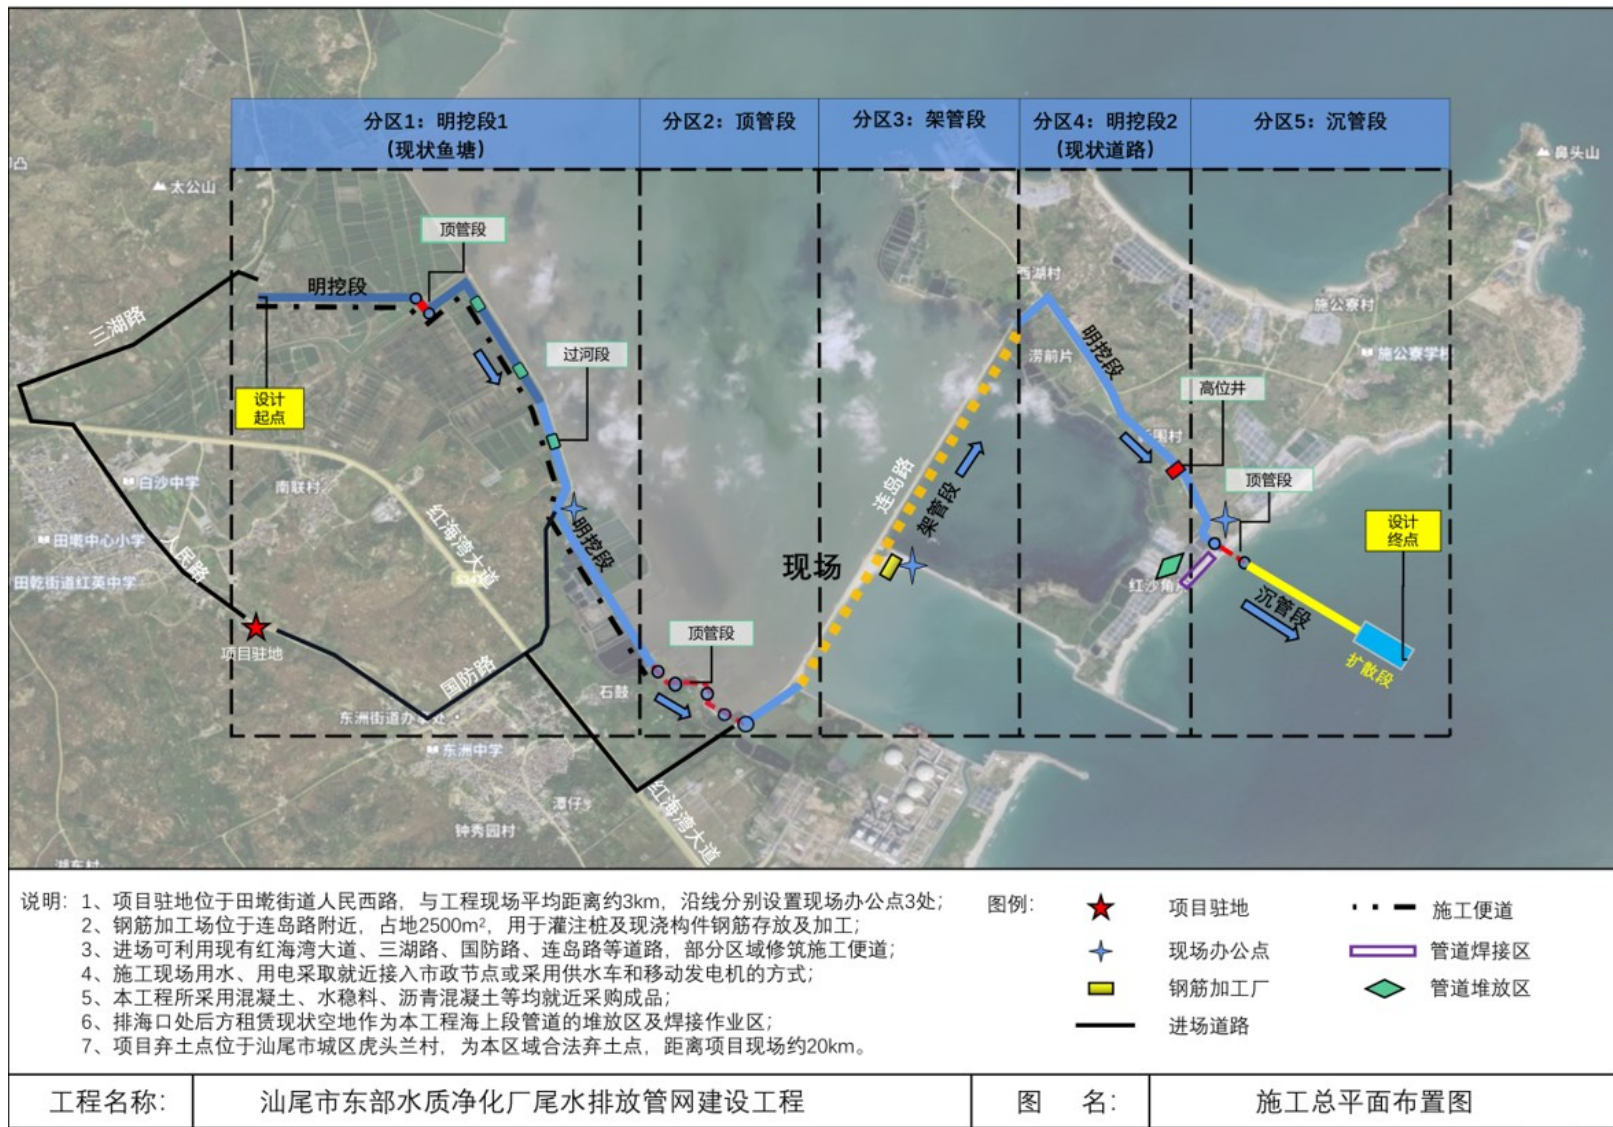 分区1：明挖段1
（现状鱼塘）
分区2：顶管段
分区3：架管段
分区4：明挖段2
（现状道路）
分区5：沉管段
凸
太公山
鼻头山
顶管段
明挖段
三湖路
过河段
设计
起点
西湖村
施公寮村
涝前片
施公寮学校
明挖段
高位井
白沙中学
南联村
红海湾大道
田墘中心小学
人民路
田乾街道红英中学
明挖段
连岛路
架管段
现场
顶管段
设计
终点
红沙角
沉管段
扩散段
项目驻地
国防路
顶管段
石鼓
东洲街道办事处
东洲中学
潭仔
钟秀园村
红海湾大道
湖东村
说明：1、项目驻地位于田墘街道人民西路，与工程现场平均距离约3km，沿线分别设置现场办公点3处；
2、钢筋加工场位于连岛路附近，占地2500m²，用于灌注桩及现浇构件钢筋存放及加工；
3、进场可利用现有红海湾大道、三湖路、国防路、连岛路等道路，部分区域修筑施工便道；
4、施工现场用水、用电采取就近接入市政节点或采用供水车和移动发电机的方式；
5、本工程所采用混凝土、水稳料、沥青混凝土等均就近采购成品；
6、排海口处后方租赁现状空地作为本工程海上段管道的堆放区及焊接作业区；
7、项目弃土点位于汕尾市城区虎头兰村，为本区域合法弃土点，距离项目现场约20km。
图例：
项目驻地
施工便道
现场办公点
管道焊接区
钢筋加工厂
管道堆放区
进场道路
工程名称：
汕尾市东部水质净化厂尾水排放管网建设工程
图 名：
施工总平面布置图